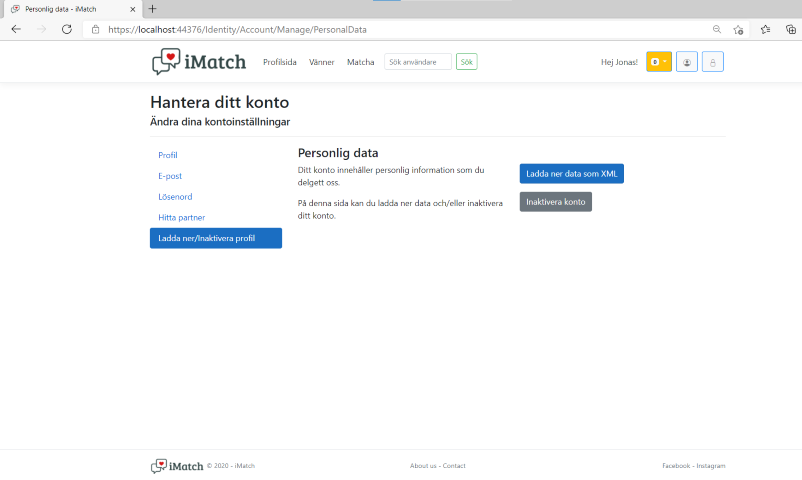 Personlig data - iMatch
https://localhost:44376/Identity/Account/Manage/PersonalData
iMatch
Profilsida
Vänner
Matcha
Sök användare
Sök
Hej Jonas!
0
Hantera ditt konto
Ändra dina kontoinställningar
Profil
E-post
Lösenord
Hitta partner
Ladda ner/Inaktivera profil
Personlig data
Ditt konto innehåller personlig information som du
delgett oss.
På denna sida kan du ladda ner data och/eller inaktivera
ditt konto.
Ladda ner data som XML
Inaktivera konto
iMatch © 2020 - iMatch
About us - Contact
Facebook - Instagram